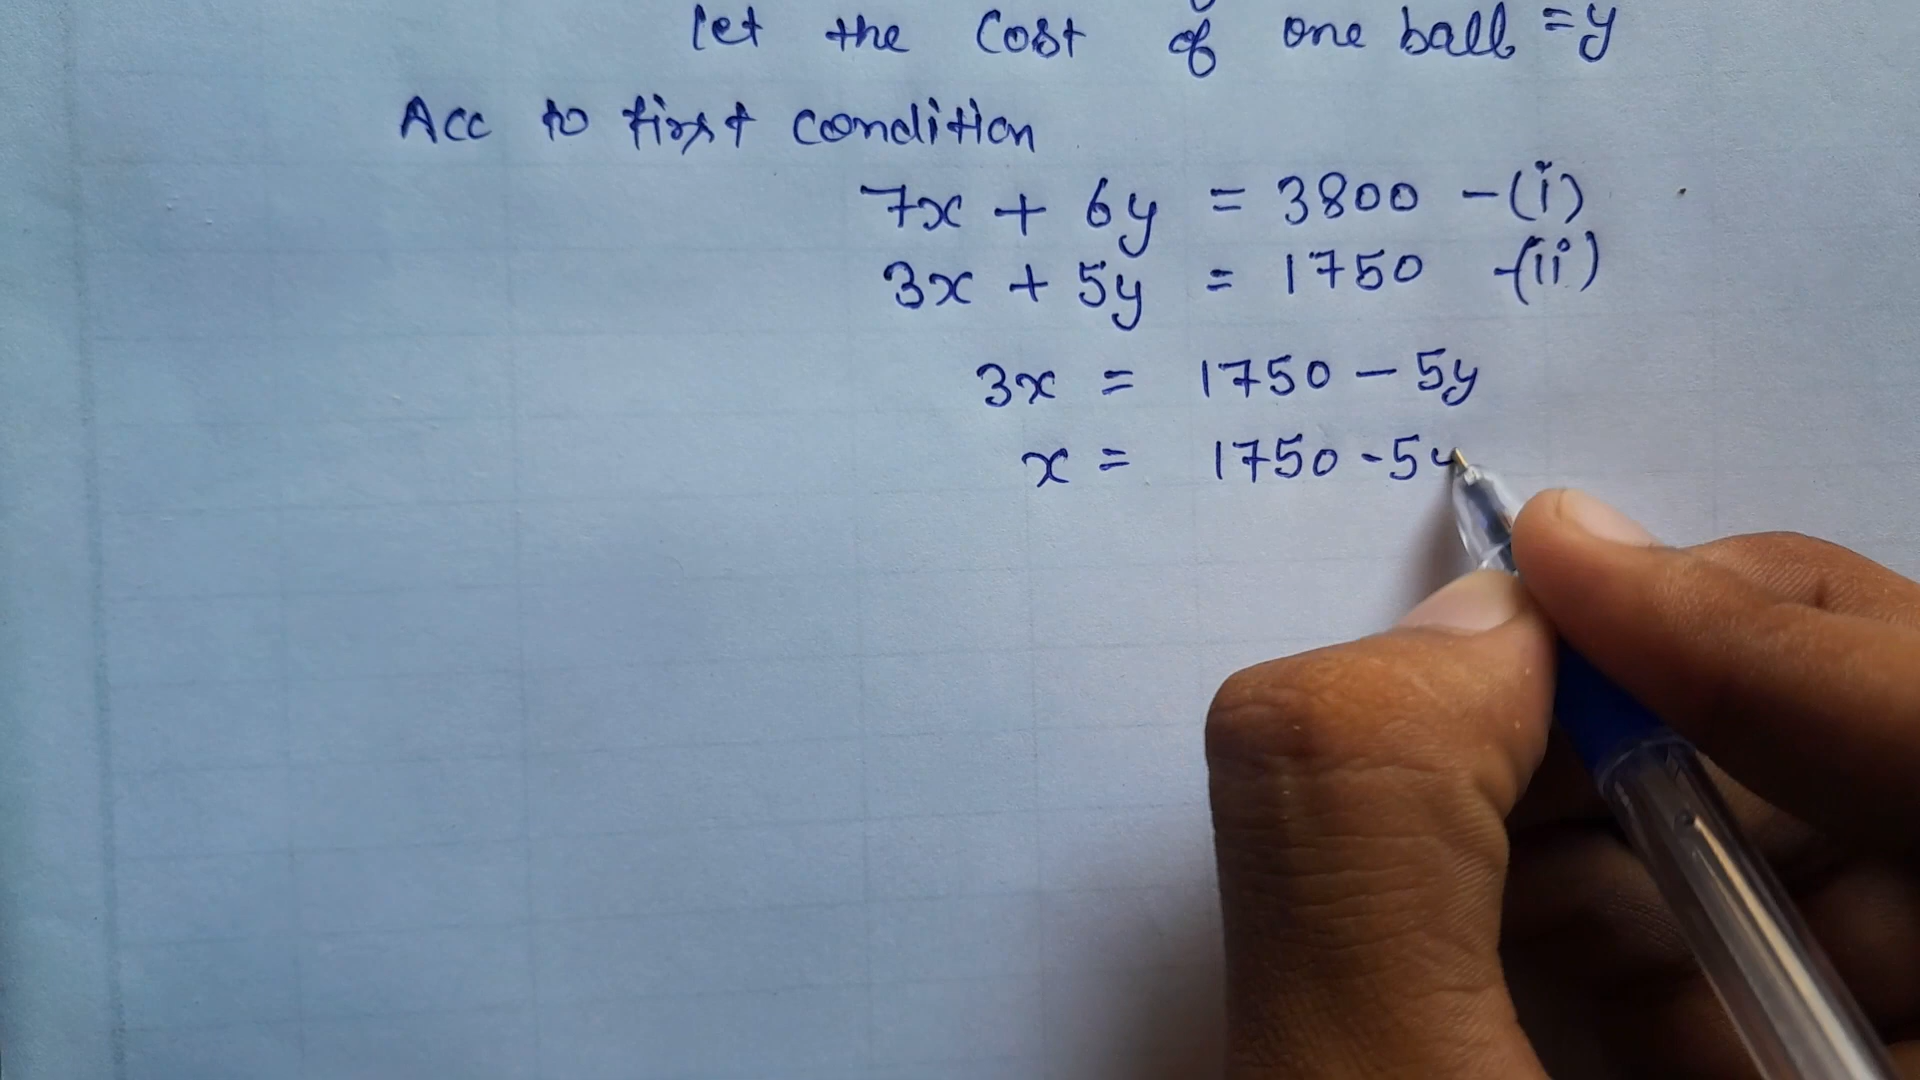 let the Cost of one ball = y
Acc to first condition
7x + 6y = 3800 - (i)
3x + 5y = 1750 - (ii)
3x = 1750 - 5y
x = 1750 - 5y